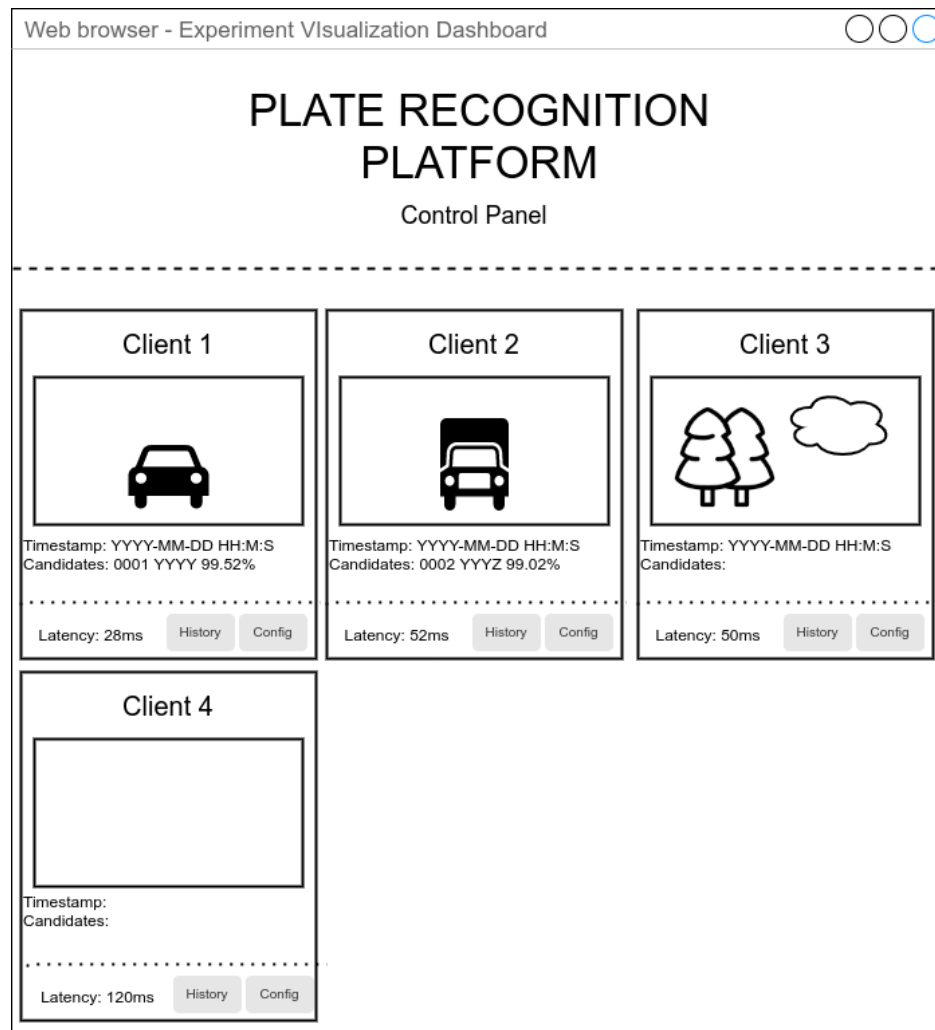 Web browser - Experiment VIsualization Dashboard
PLATE RECOGNITION
PLATFORM
Control Panel
Client 1
Timestamp: YYYY-MM-DD HH:M:S
Candidates: 0001 YYYY 99.52%
Latency: 28ms History Config
Client 2
Timestamp: YYYY-MM-DD HH:M:S
Candidates: 0002 YYYZ 99.02%
Latency: 52ms History Config
Client 3
Timestamp: YYYY-MM-DD HH:M:S
Candidates:
Latency: 50ms History Config
Client 4
Timestamp:
Candidates:
Latency: 120ms History Config